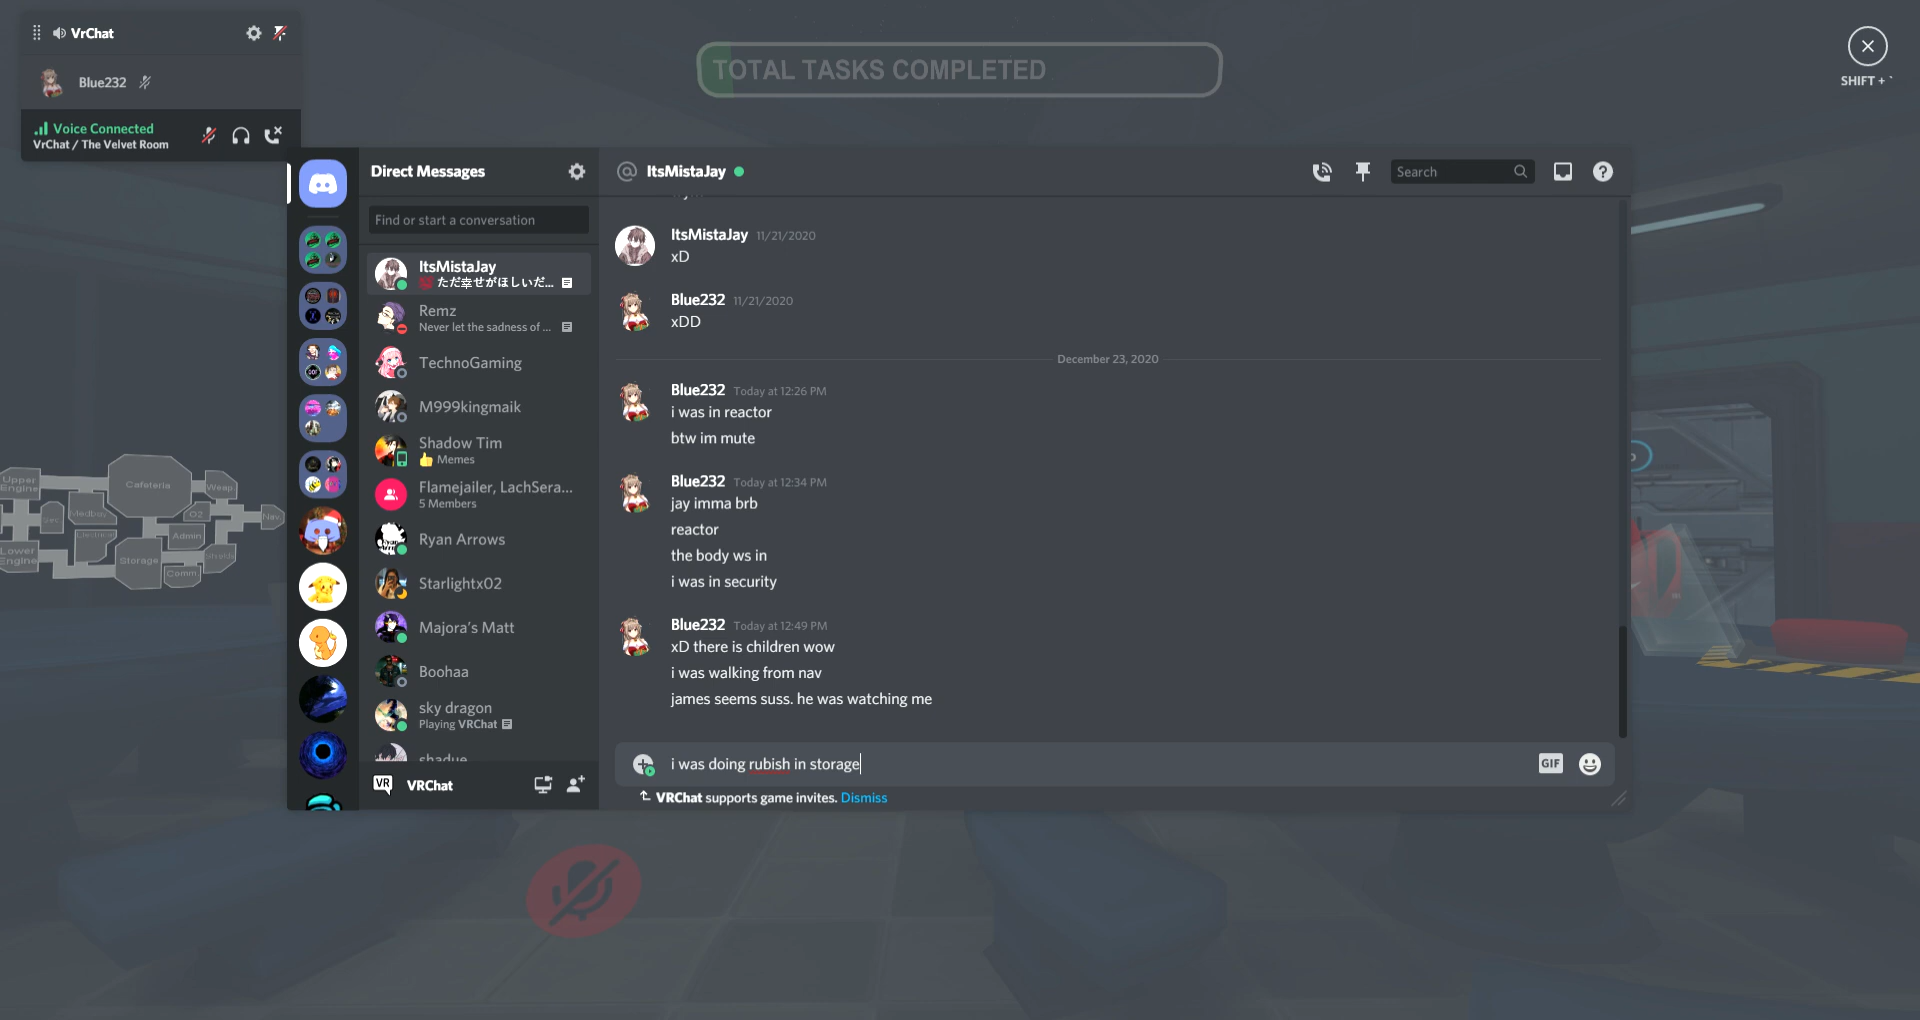 VrChat
TOTAL TASKS COMPLETED
SHIFT + `
Blue232
Voice Connected
VrChat / The Velvet Room
Direct Messages
ItsMistaJay
Search
Find or start a conversation
ItsMistaJay
ただ幸せがほしいだ...
Remz
Never let the sadness of ...
TechnoGaming
M999kingmaik
Shadow Tim
Memes
Flamejailer, LachSera...
5 Members
Ryan Arrows
Starlightx02
Majora's Matt
Boohaa
sky dragon
Playing VRChat
shadue
VRChat
ItsMistaJay 11/21/2020
xD
Blue232 11/21/2020
xDD
December 23, 2020
Blue232 Today at 12:26 PM
i was in reactor
btw im mute
Blue232 Today at 12:34 PM
jay imma brb
reactor
the body ws in
i was in security
Blue232 Today at 12:49 PM
xD there is children wow
i was walking from nav
james seems suss. he was watching me
i was doing rubish in storage
GIF
VRChat supports game invites. Dismiss
Upper
Engine
Cafeteria
Weap.
Medbay
O2
Nav.
Admin
Lower
Engine
Storage
Shields
Comm.